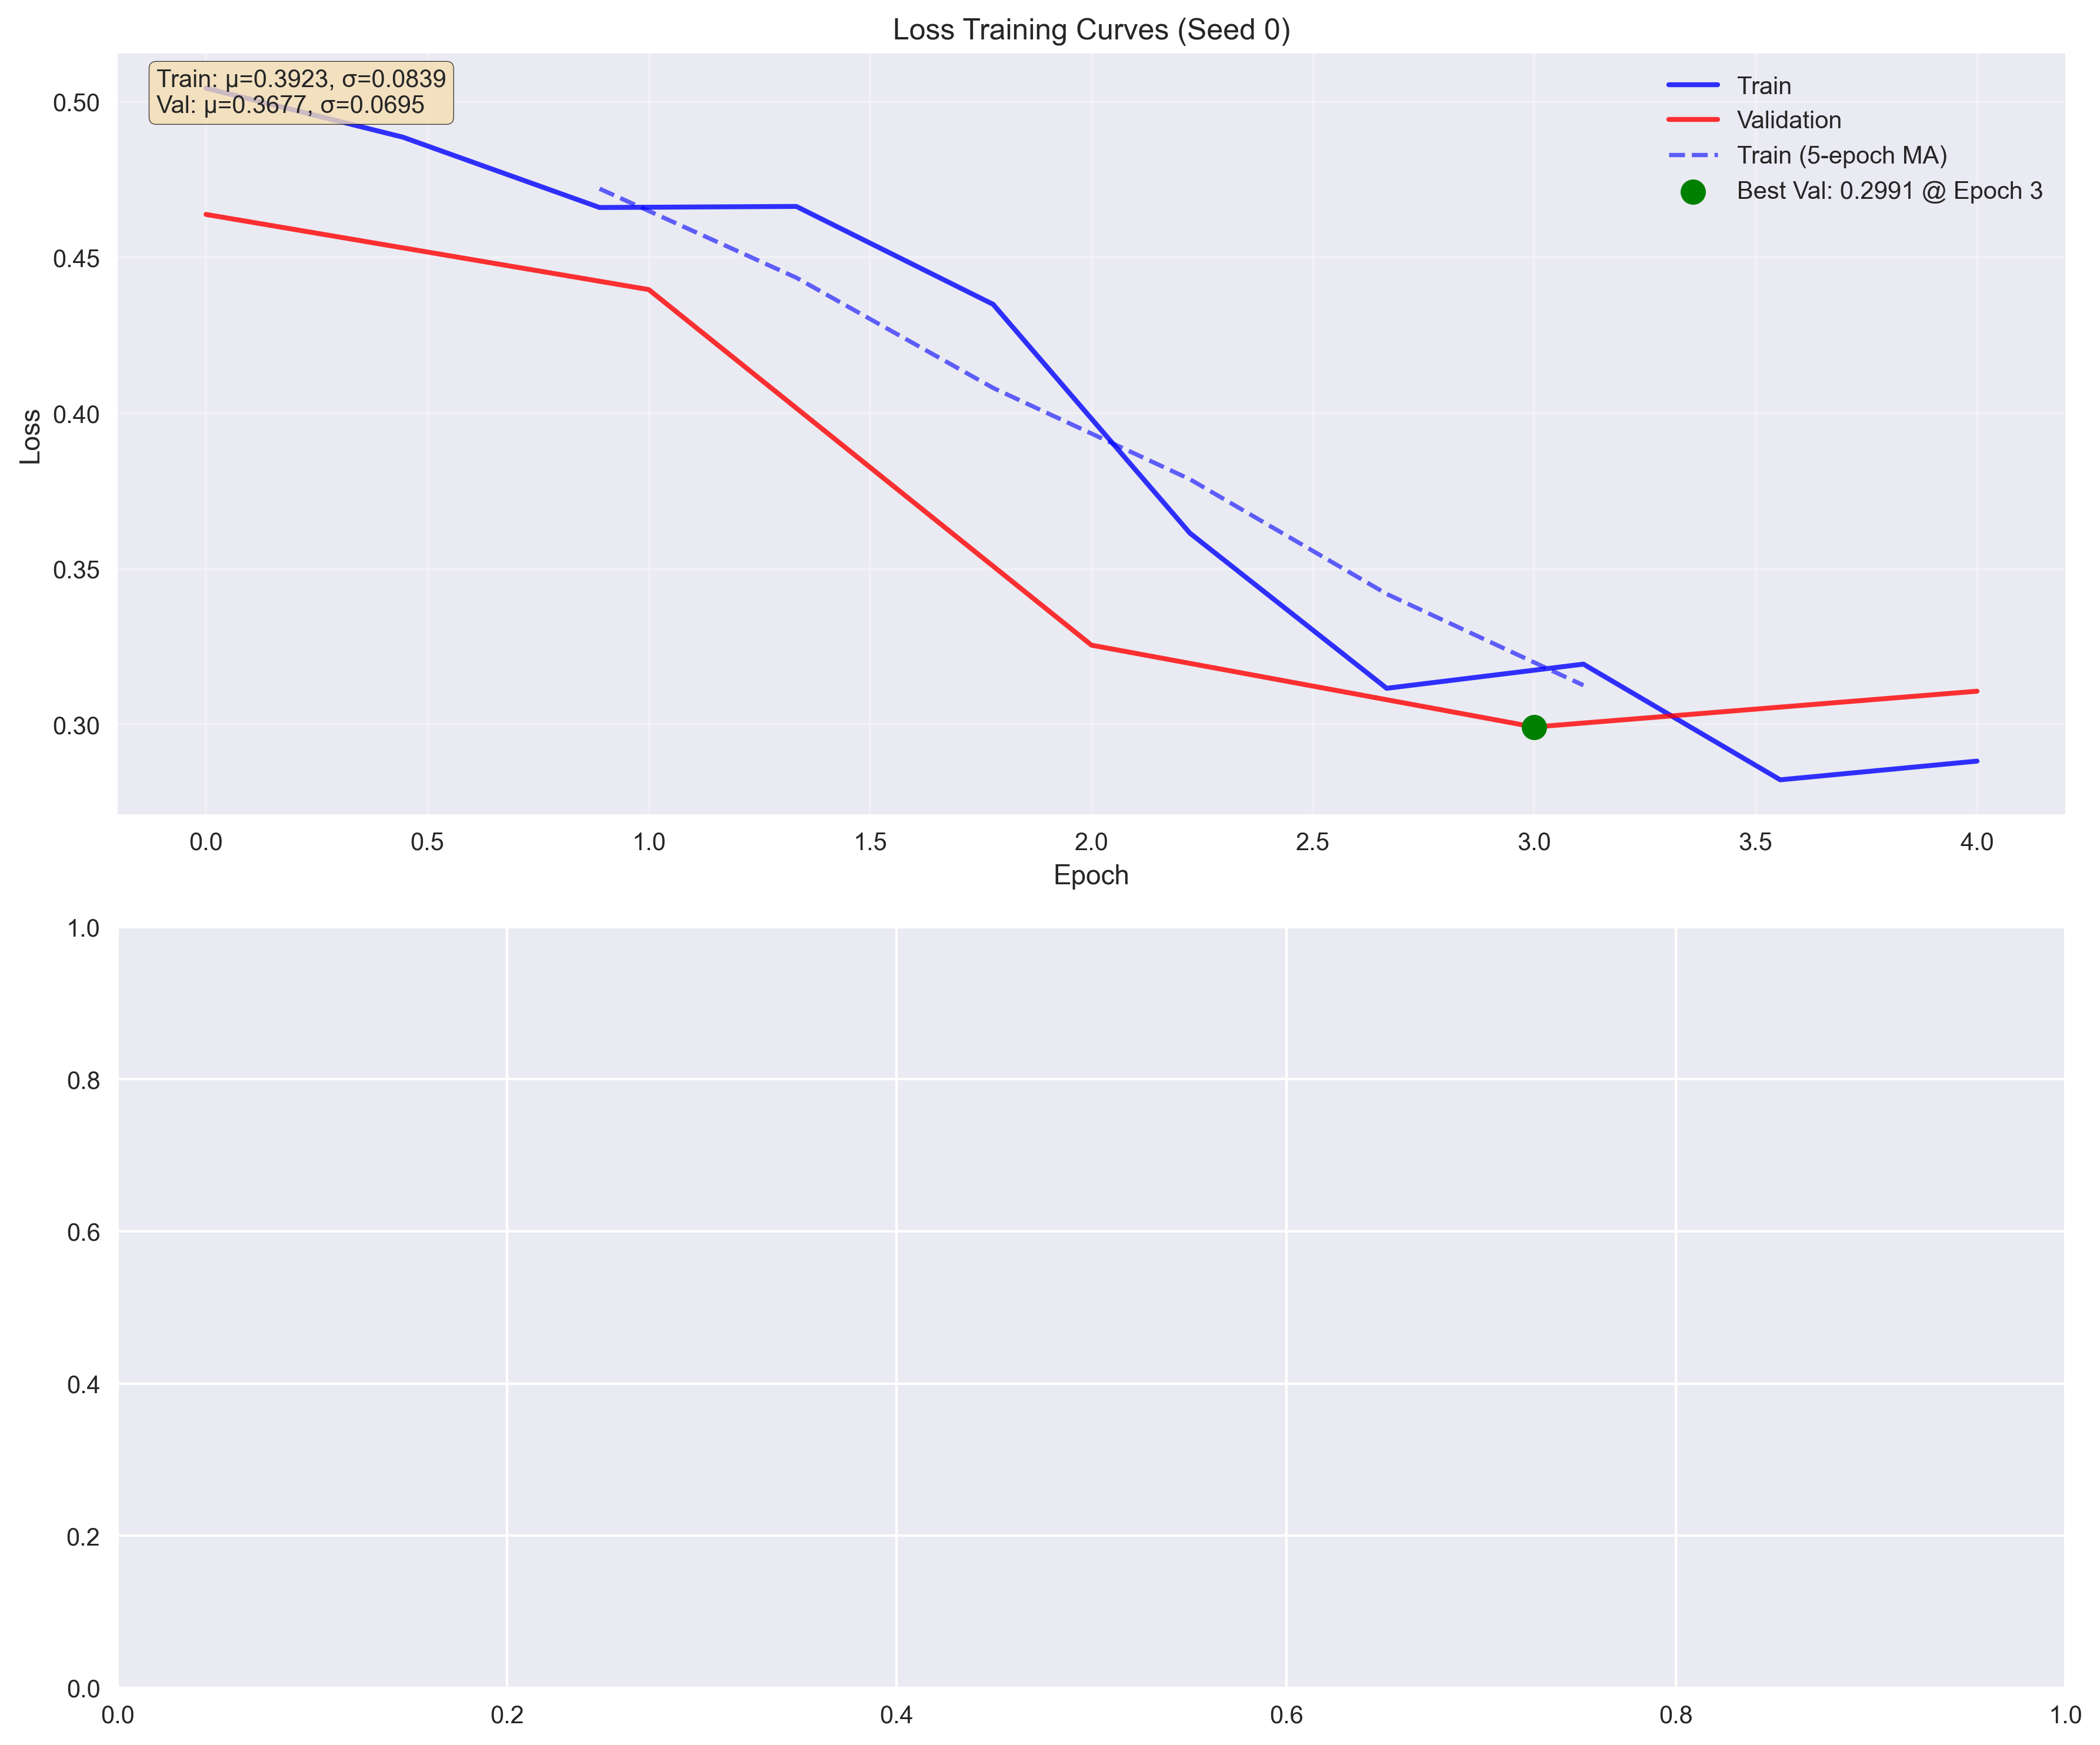 Loss Training Curves (Seed 0)
Train: μ=0.3923, σ=0.0839
Val: μ=0.3677, σ=0.0695
Train
Validation
Train (5-epoch MA)
Best Val: 0.2991 @ Epoch 3
Loss
0.50
0.45
0.40
0.35
0.30
0.0 0.5 1.0 1.5 2.0 2.5 3.0 3.5 4.0
Epoch
1.0
0.8
0.6
0.4
0.2
0.0
0.0 0.2 0.4 0.6 0.8 1.0